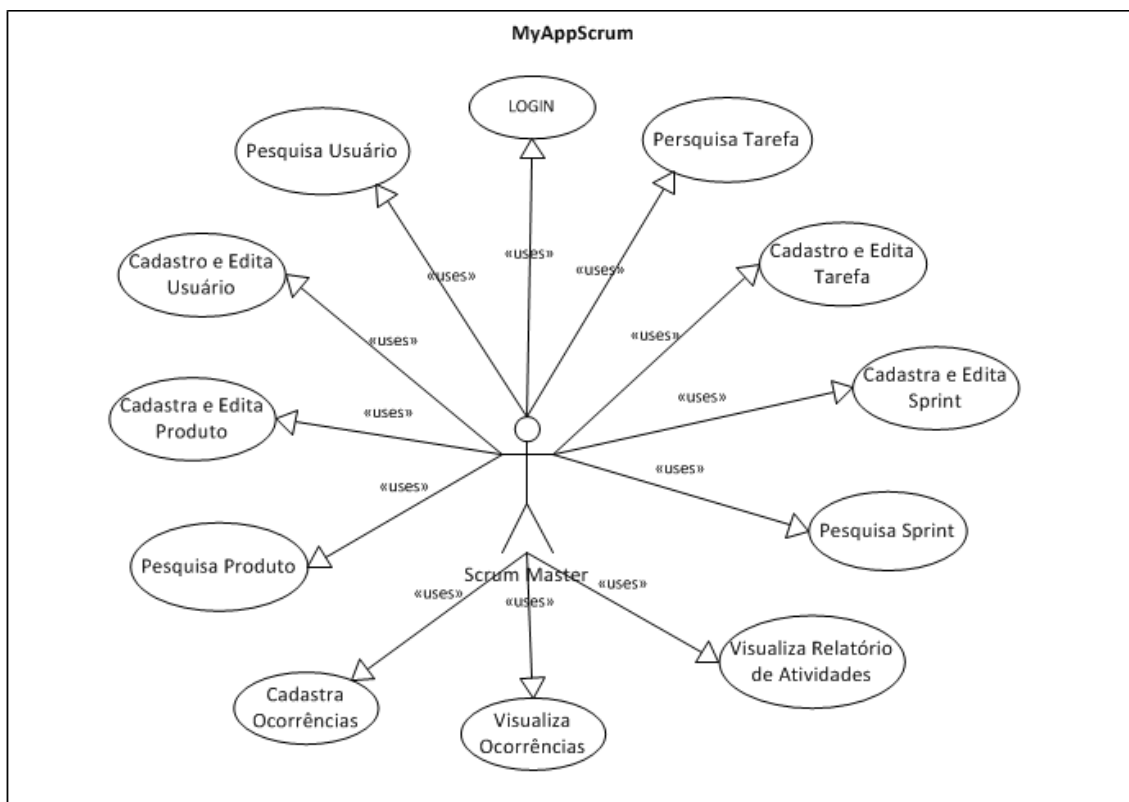 MyAppScrum
LOGIN
Pesquisa Usuário
Persquisa Tarefa
Cadastro e Edita
Usuário
Cadastro e Edita
Tarefa
«uses»
«uses»
«uses»
«uses»
«uses»
Cadastra e Edita
Produto
Cadastra e Edita
Sprint
«uses»
«uses»
«uses»
«uses»
Pesquisa Produto
Pesquisa Sprint
Scrum Master
«uses»
«uses»
«uses»
Cadastra
Ocorrências
Visualiza
Ocorrências
Visualiza Relatório
de Atividades